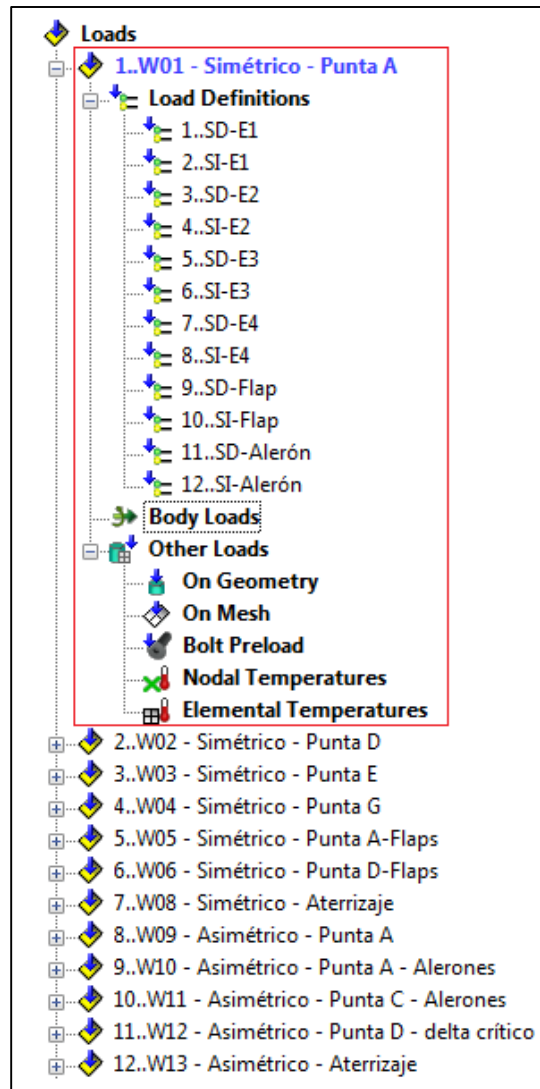 Loads
1..W01 - Simétrico - Punta A
Load Definitions
1..SD-E1
2..SI-E1
3..SD-E2
4..SI-E2
5..SD-E3
6..SI-E3
7..SD-E4
8..SI-E4
9..SD-Flap
10..SI-Flap
11..SD-Alerón
12..SI-Alerón
Body Loads
Other Loads
On Geometry
On Mesh
Bolt Preload
Nodal Temperatures
Elemental Temperatures
2..W02 - Simétrico - Punta D
3..W03 - Simétrico - Punta E
4..W04 - Simétrico - Punta G
5..W05 - Simétrico - Punta A-Flaps
6..W06 - Simétrico - Punta D-Flaps
7..W08 - Simétrico - Aterrizaje
8..W09 - Asimétrico - Punta A
9..W10 - Asimétrico - Punta A - Alerones
10..W11 - Asimétrico - Punta C - Alerones
11..W12 - Asimétrico - Punta D - delta crítico
12..W13 - Asimétrico - Aterrizaje